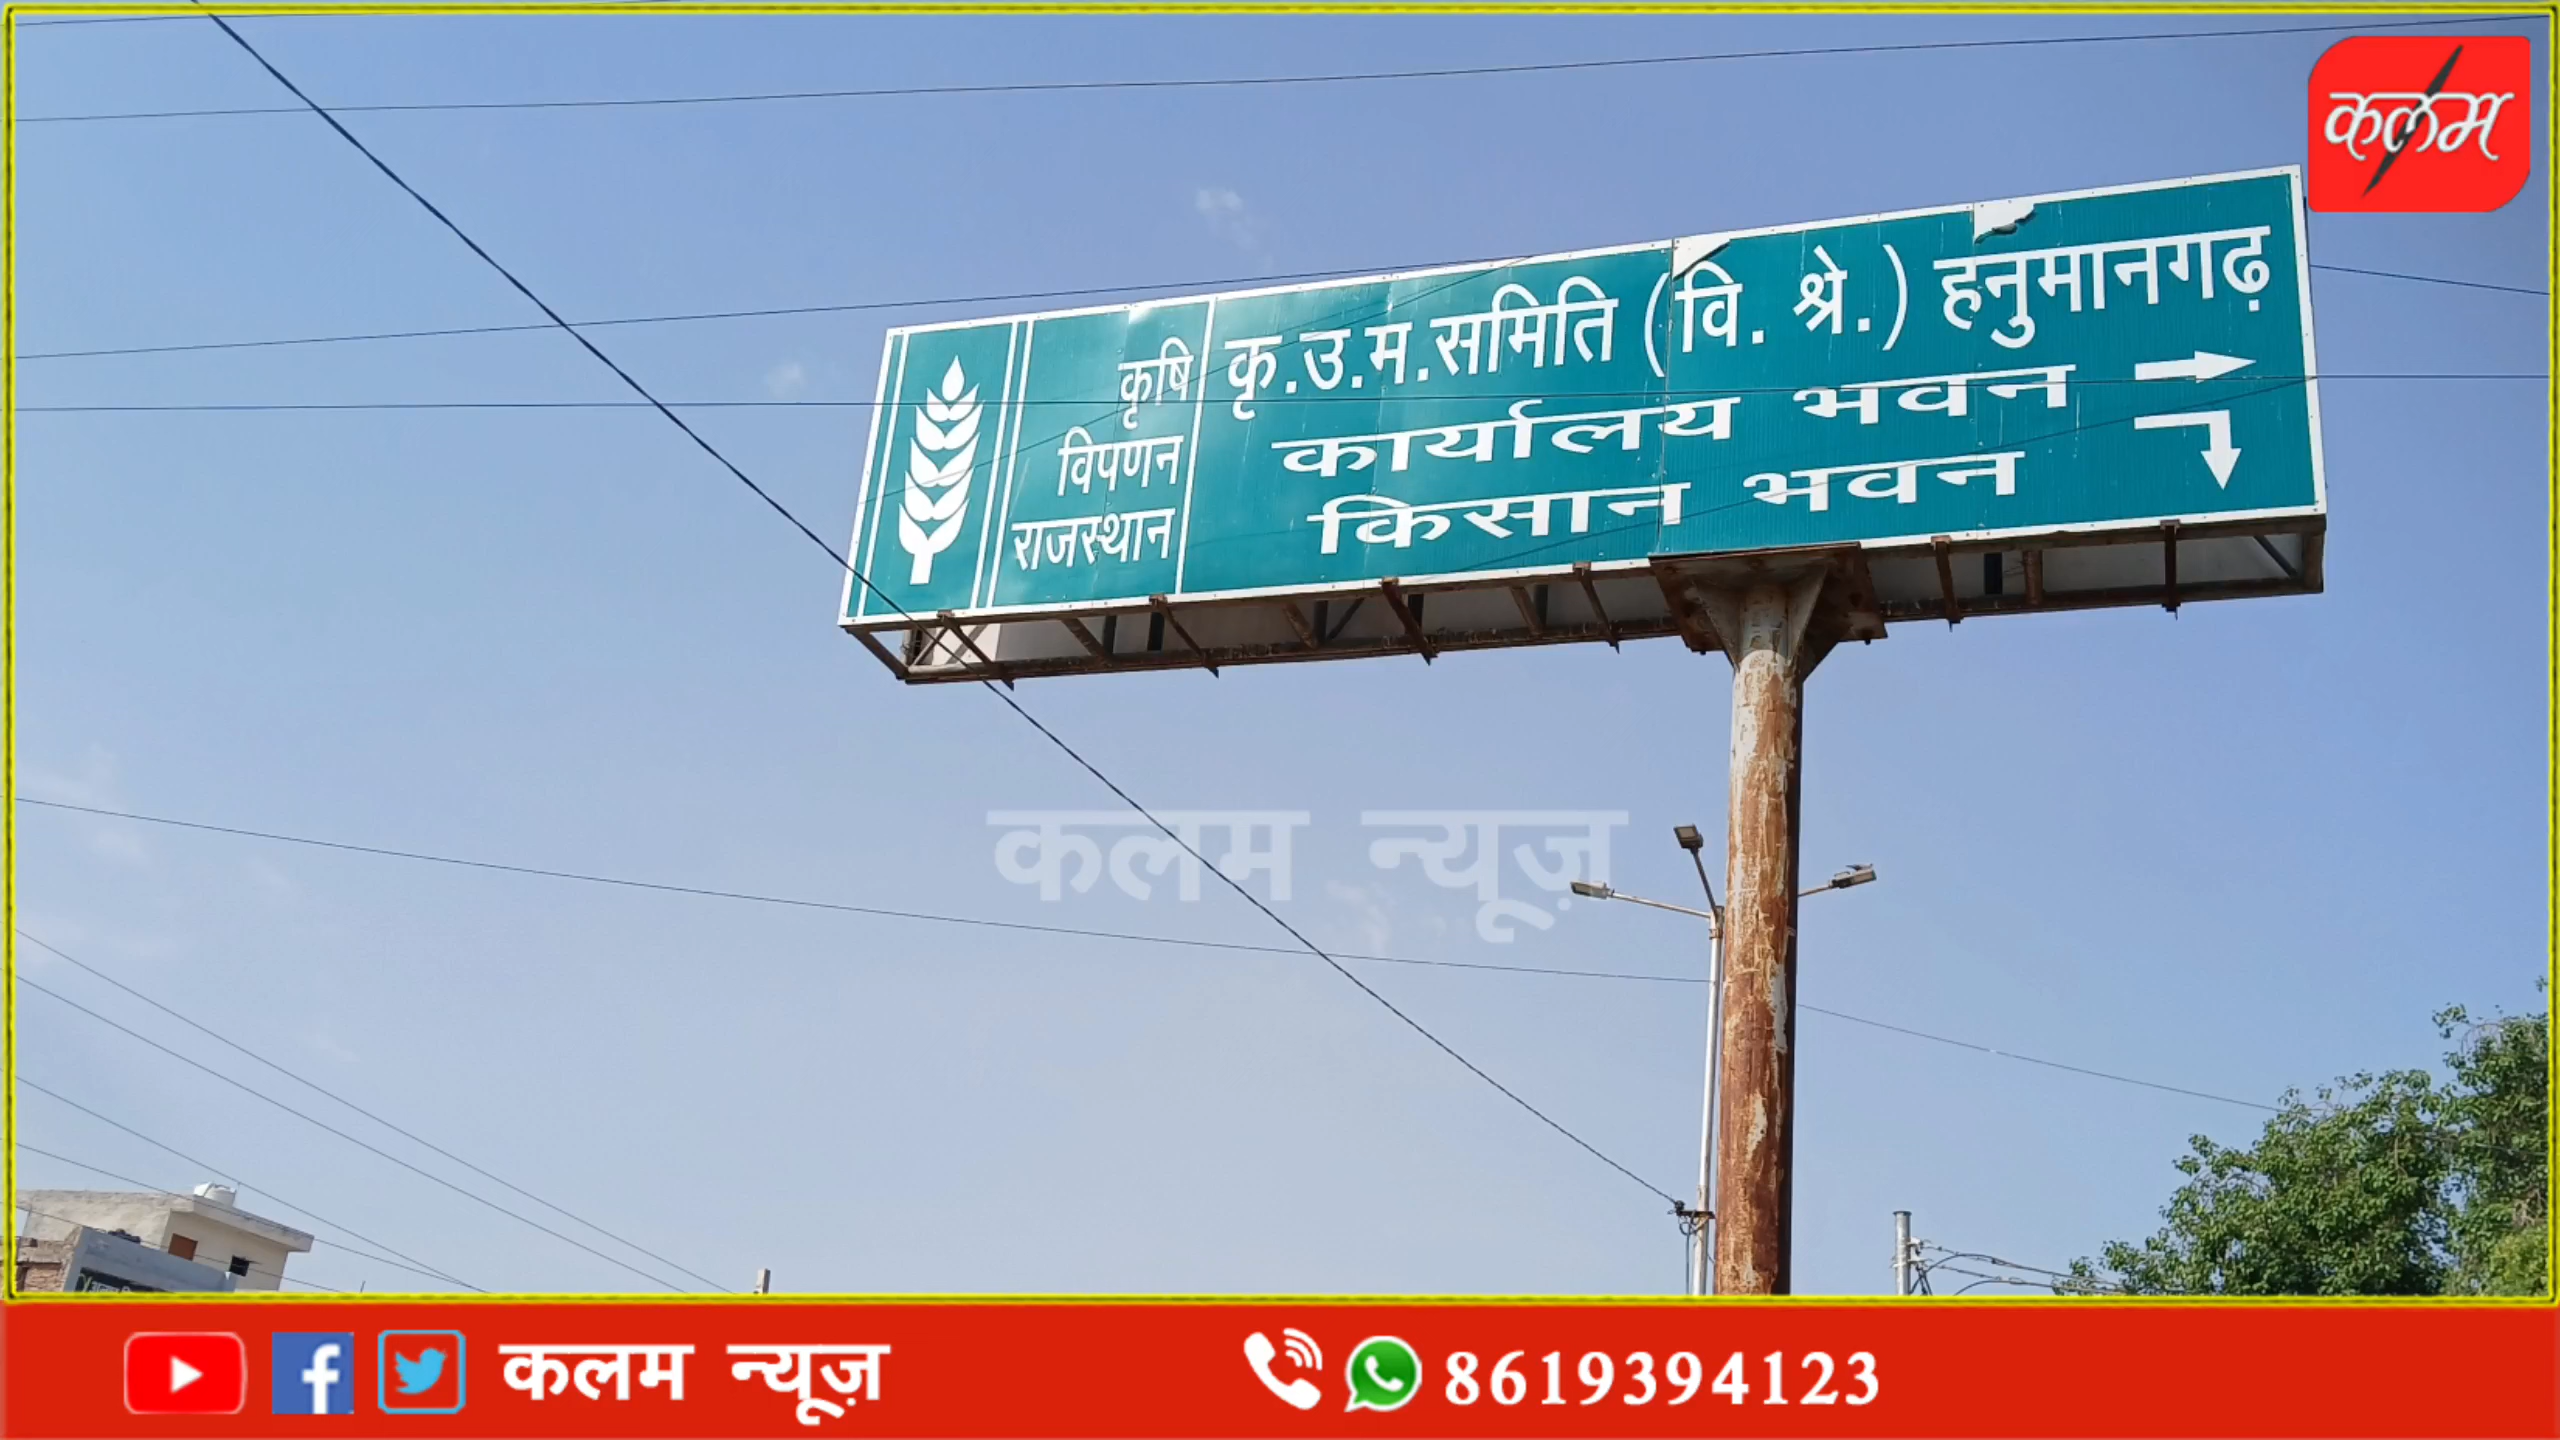 कलम
कृषि
विपणन
राजस्थान
कृ.उ.म.समिति (वि. श्रे.) हनुमानगढ़
कार्यालय भवन
किसान भवन
कलम न्यूज़
कलम न्यूज़
8619394123